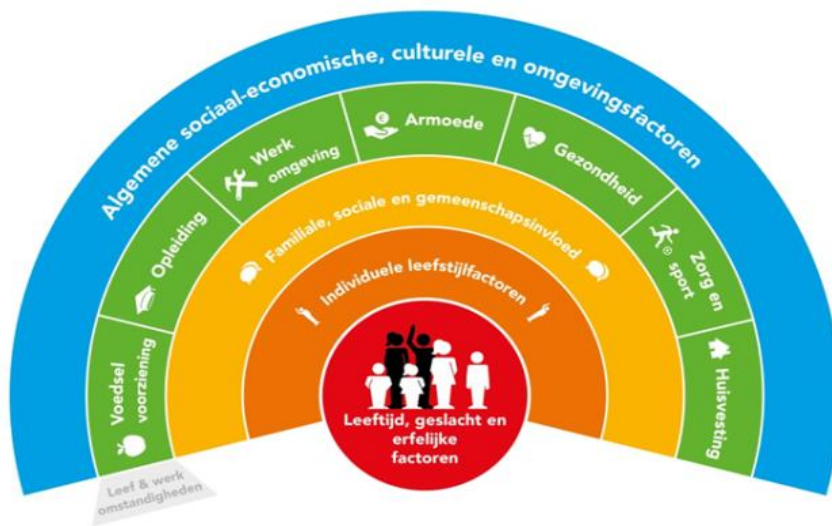 Algemene sociaal-economische, culturele en omgevingsfactoren
Voedsel
voorziening
Opleiding
Werk
omgeving
€
Armoede
Gezondheid
Zorg en
sport
Huisvesting
Familiale, sociale en gemeenschapsinvloed
Individuele leefstijlfactoren
Leeftijd, geslacht en
erfelijke
factoren
Leef & werk
omstandigheden